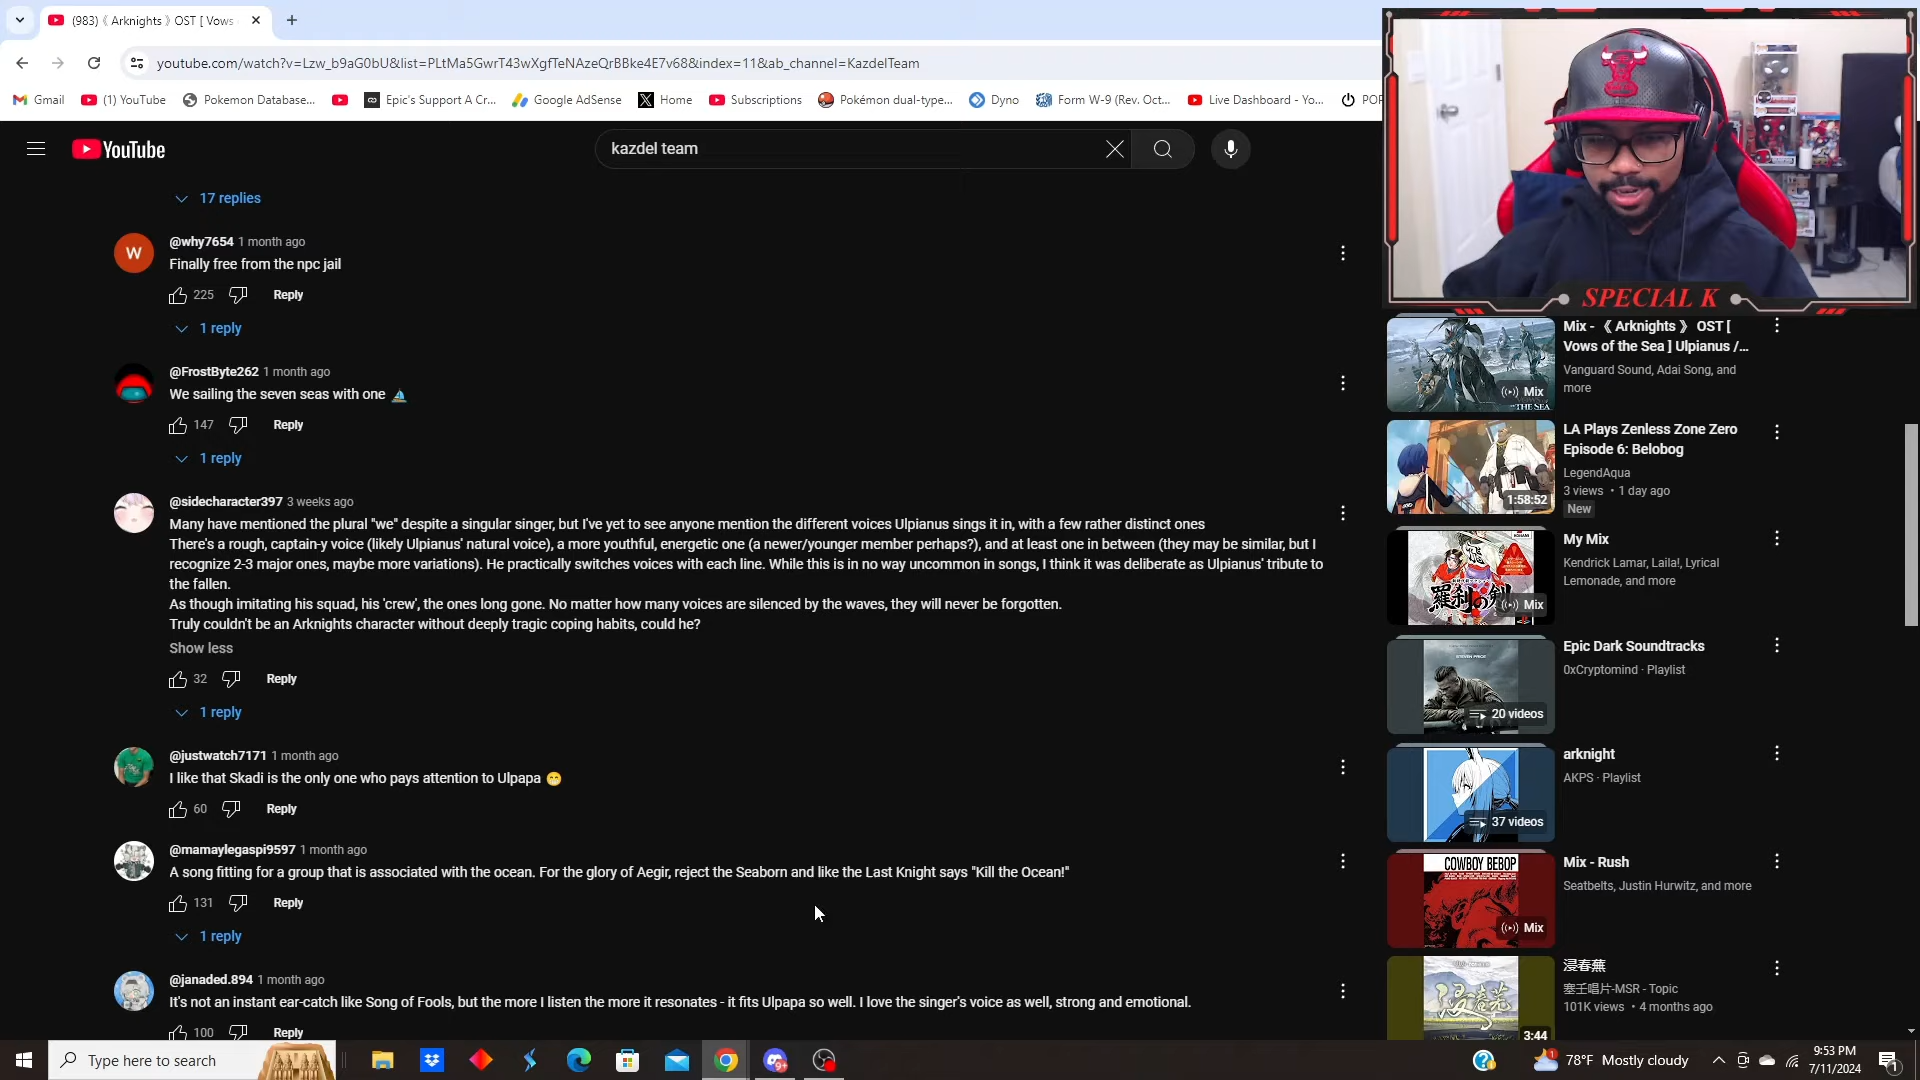 (983)《 Arknights 》OST [ Vows
youtube.com/watch?v=Lzw_b9aG0bU&list=PLtMa5GwrT43wXgfTeNAzeQrBBke4E7v68&index=11&ab_channel=KazdelTeam
Gmail
(1) YouTube
Pokemon Database...
Epic's Support A Cr...
Google AdSense
Home
Subscriptions
Pokémon dual-type...
Dyno
Form W-9 (Rev. Oct...
Live Dashboard - Yo...
POP
YouTube
kazdel team
17 replies
W
@why7654 1 month ago
Finally free from the npc jail
225
Reply
1 reply
@FrostByte262 1 month ago
We sailing the seven seas with one
147
Reply
1 reply
@sidecharacter397 3 weeks ago
Many have mentioned the plural "we" despite a singular singer, but I've yet to see anyone mention the different voices Ulpianus sings it in, with a few rather distinct ones
There's a rough, captain-y voice (likely Ulpianus' natural voice), a more youthful, energetic one (a newer/younger member perhaps?), and at least one in between (they may be similar, but I
recognize 2-3 major ones, maybe more variations). He practically switches voices with each line. While this is in no way uncommon in songs, I think it was deliberate as Ulpianus' tribute to
the fallen.
As though imitating his squad, his 'crew', the ones long gone. No matter how many voices are silenced by the waves, they will never be forgotten.
Truly couldn't be an Arknights character without deeply tragic coping habits, could he?
Show less
32
Reply
1 reply
@justwatch7171 1 month ago
I like that Skadi is the only one who pays attention to Ulpapa
60
Reply
@mamaylegaspi9597 1 month ago
A song fitting for a group that is associated with the ocean. For the glory of Aegir, reject the Seaborn and like the Last Knight says "Kill the Ocean!"
131
Reply
1 reply
@janaded.894 1 month ago
It's not an instant ear-catch like Song of Fools, but the more I listen the more it resonates - it fits Ulpapa so well. I love the singer's voice as well, strong and emotional.
100
Reply
SPECIAL K
Mix -《 Arknights 》 OST [
Vows of the Sea ] Ulpianus /...
Vanguard Sound, Adai Song, and
more
Mix
THE SEA
LA Plays Zenless Zone Zero
Episode 6: Belobog
LegendAqua
3 views • 1 day ago
New
1:58:52
My Mix
Kendrick Lamar, Laila!, Lyrical
Lemonade, and more
羅刹の剣
Mix
Epic Dark Soundtracks
0xCryptomind · Playlist
STEVEN PRICE
20 videos
arknight
AKPS · Playlist
37 videos
COWBOY BEBOP
Mix - Rush
Seatbelts, Justin Hurwitz, and more
Mix
浸春蕪
塞壬唱片-MSR - Topic
101K views • 4 months ago
3:44
Type here to search
78°F Mostly cloudy
9:53 PM
7/11/2024